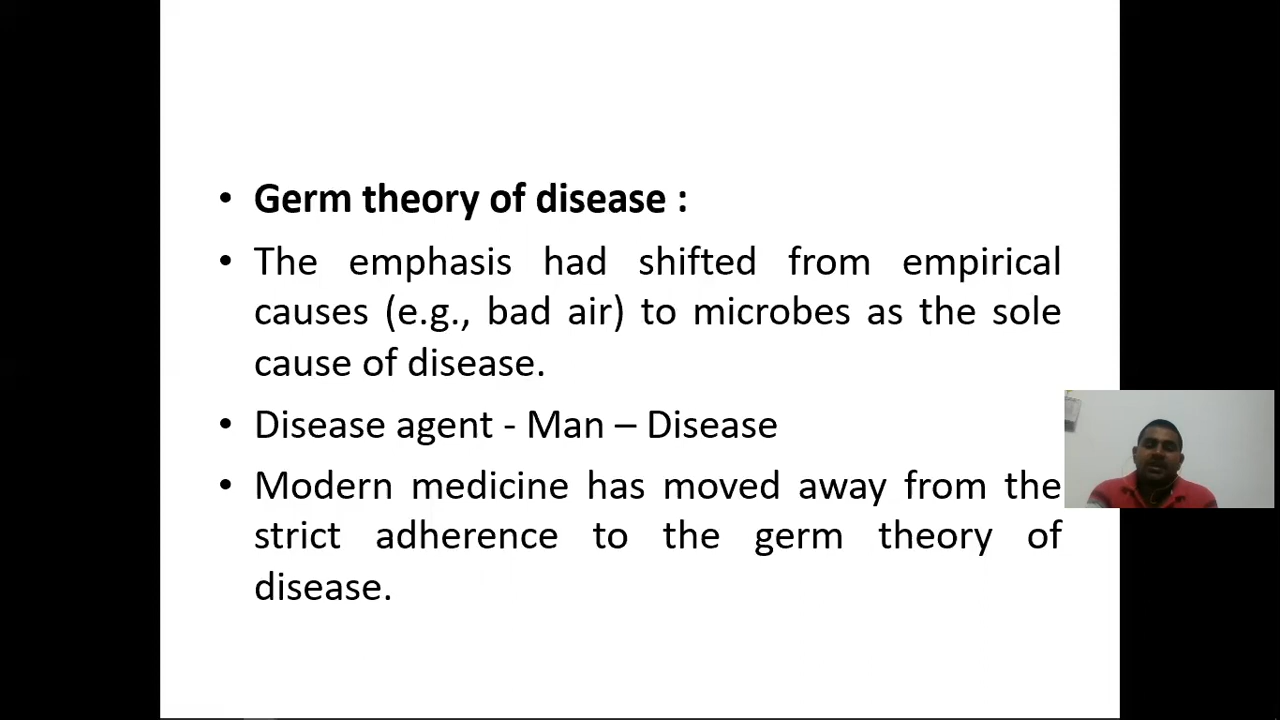 • Germ theory of disease :
• The emphasis had shifted from empirical
causes (e.g., bad air) to microbes as the sole
cause of disease.
• Disease agent - Man – Disease
• Modern medicine has moved away from the
strict adherence to the germ theory of
disease.